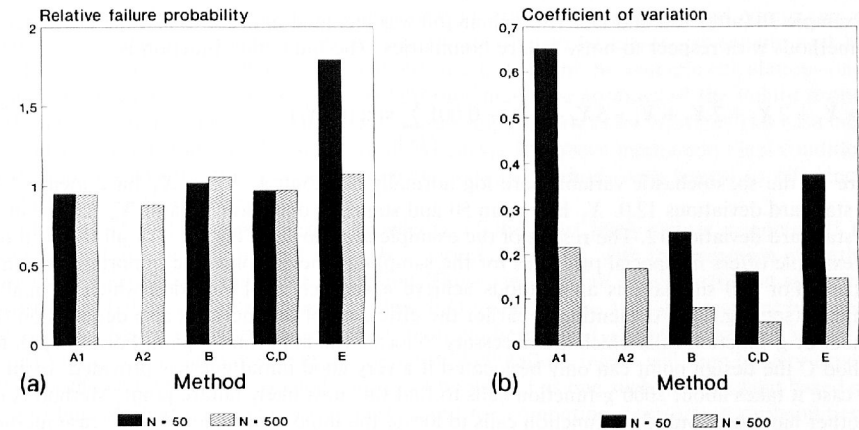 Relative failure probability
2
1,5
1
0,5
0
A1 A2 B C,D E
(a) Method
N - 50 N - 500
Coefficient of variation
0,7
0,6
0,5
0,4
0,3
0,2
0,1
0
A1 A2 B C,D E
(b) Method
N - 50 N - 500